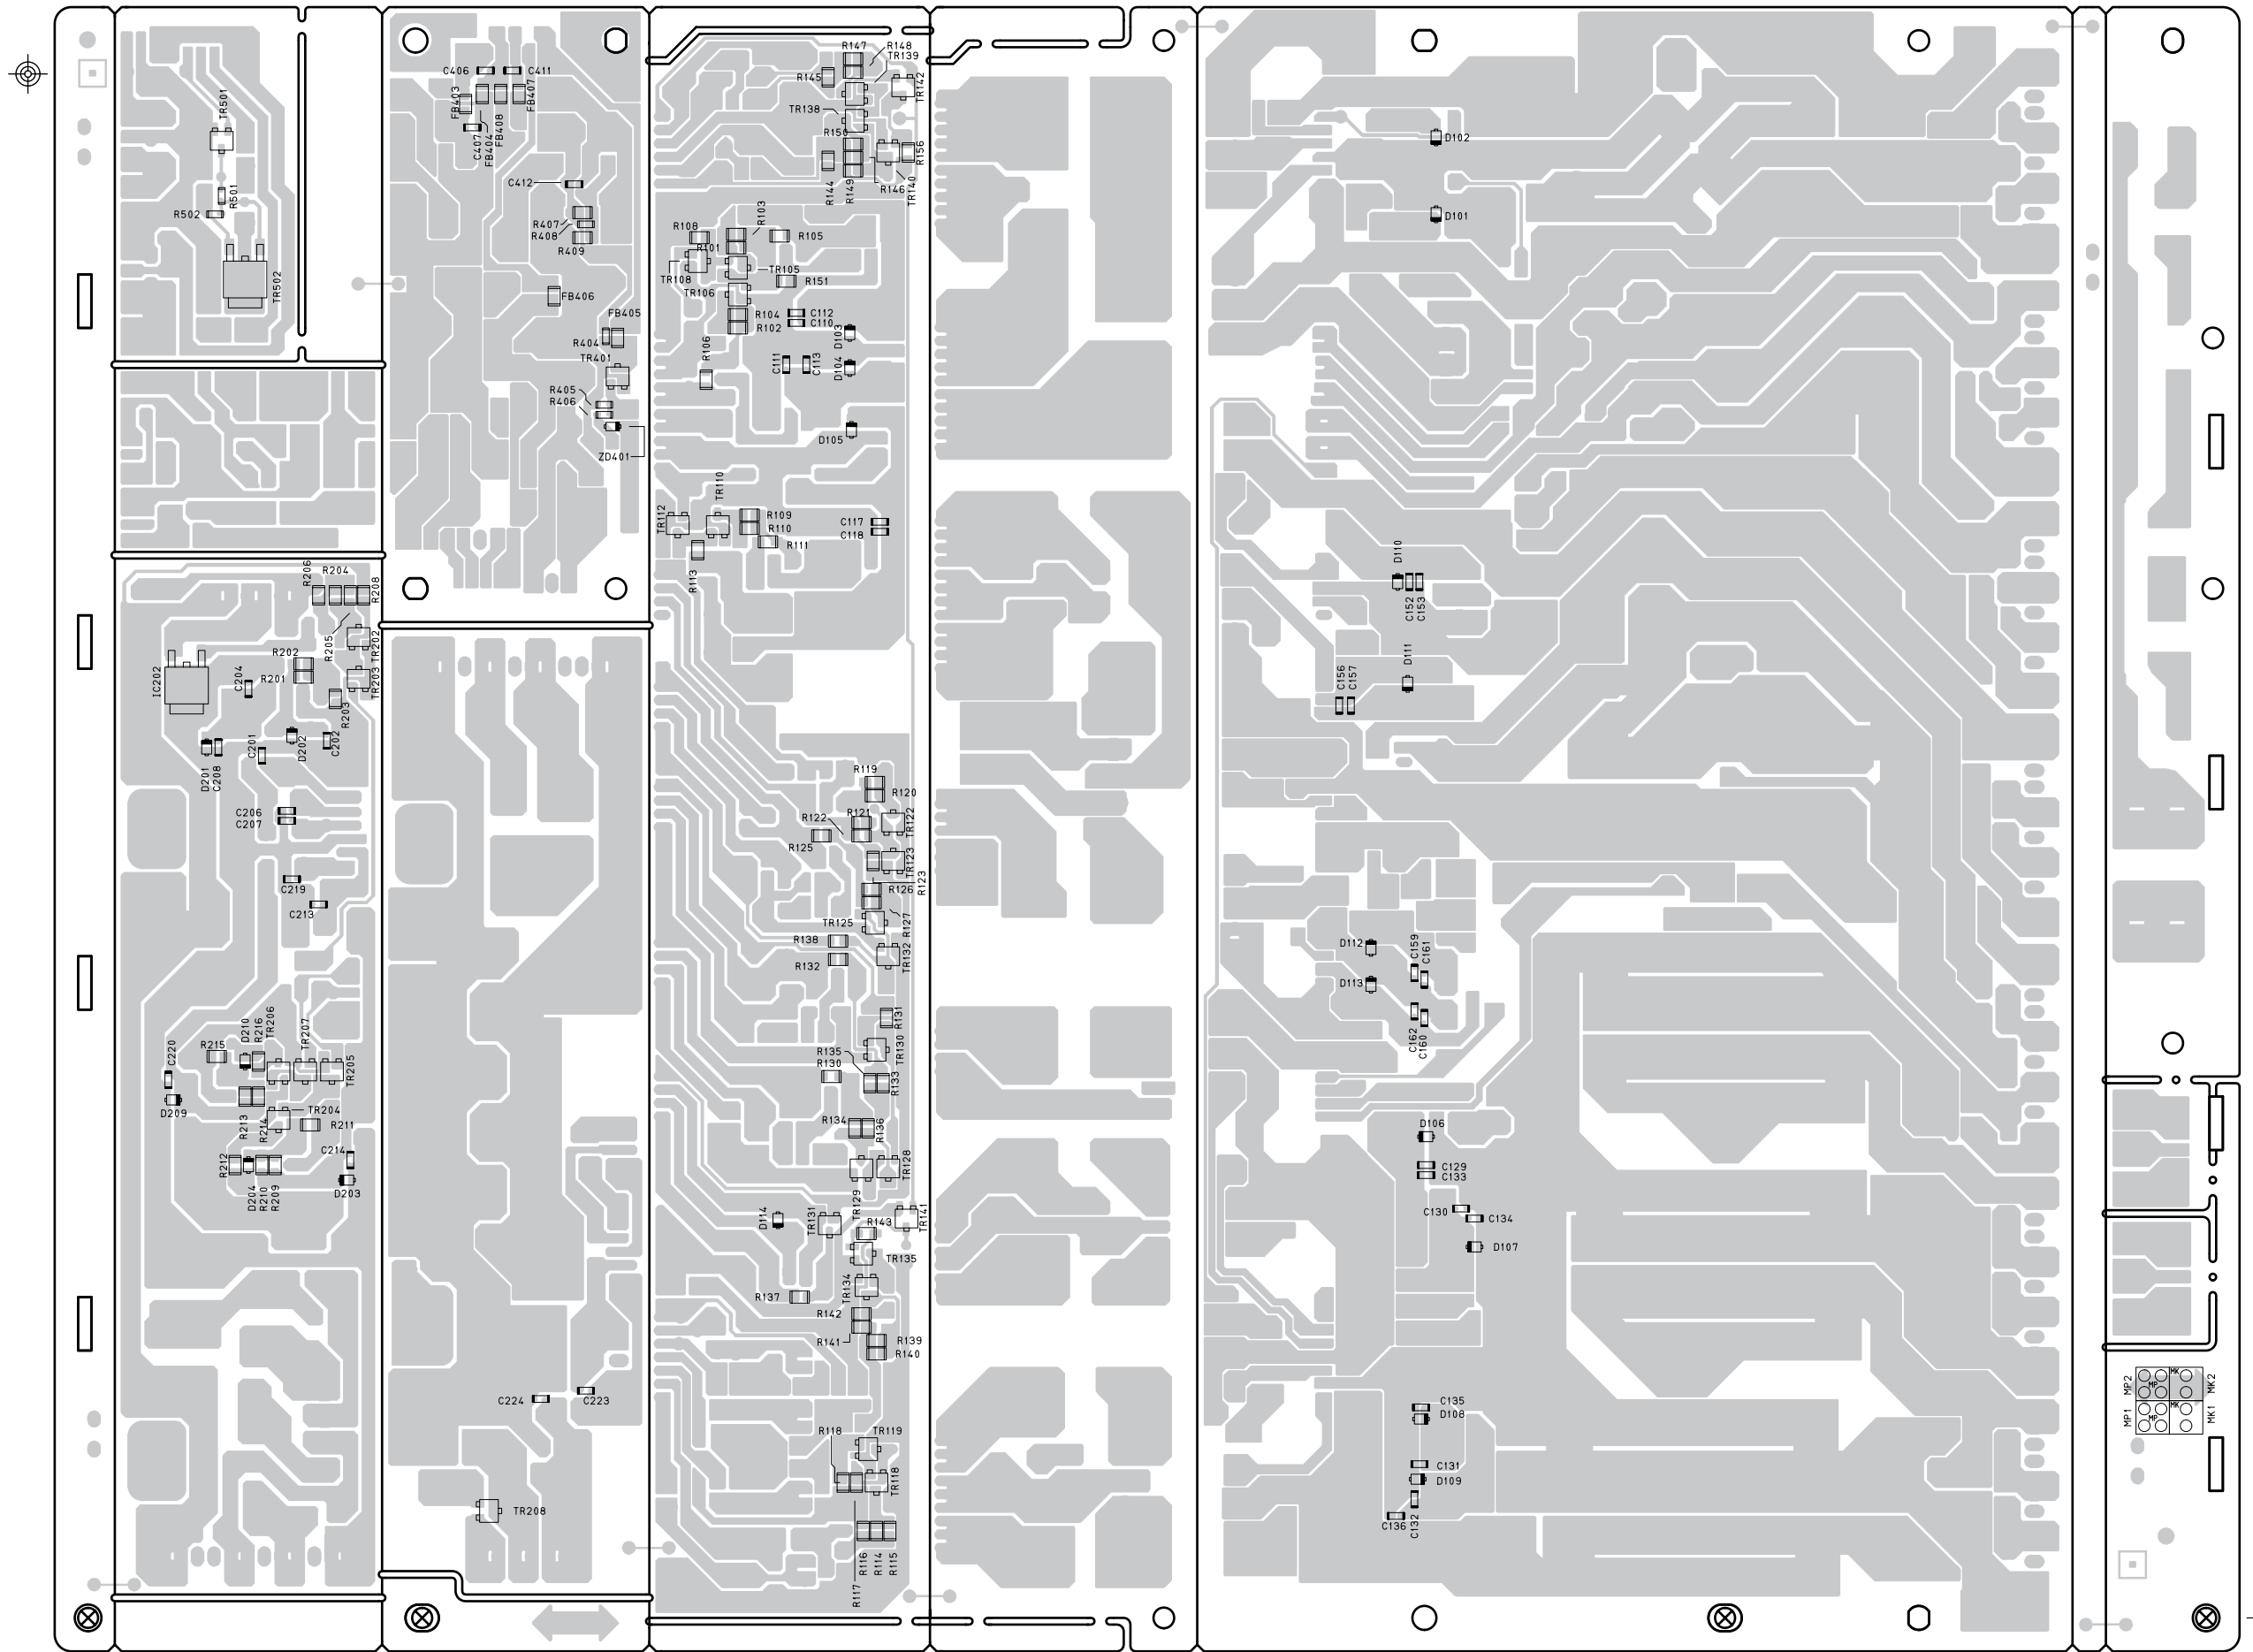 TR501
R501
R502
TR502
C406
C411
FB403
FB407
C407
FB404
FB408
C412
R407
R408
R409
FB406
FB405
R404
TR401
R405
R406
ZD401
R147
R148
TR139
R145
TR142
TR138
R150
R156
R144
R149
R146
TR140
R108
R103
R101
R105
TR108
TR105
TR106
R151
R104
C112
R102
C110
D103
R106
C111
C113
D104
D105
TR112
TR110
R109
R110
R111
C117
C118
R113
D102
D101
D110
C152
C153
D111
C156
C157
R206
R204
R208
R205
TR202
IC202
C204
R202
R201
TR203
R203
D201
C208
C201
D202
C202
C206
C207
C219
C213
R119
R120
R121
R122
TR122
R125
TR123
R123
R126
TR125
R127
R138
TR132
R132
R131
R135
R130
TR130
R133
R134
R136
TR128
TR129
D112
C159
C161
D113
C162
C160
C220
R215
D210
R216
TR206
TR207
TR205
D209
R213
R214
TR204
R211
R212
D204
R210
R209
C214
D203
D114
TR131
R143
TR141
TR135
TR134
R137
R142
R141
R139
R140
D106
C129
C133
C130
C134
D107
C224
C223
TR208
R118
TR119
TR118
R117
R116
R114
R115
C135
D108
C131
D109
C136
C132
MP2
MP
MK
MK2
MP1
MP
MK
MK1